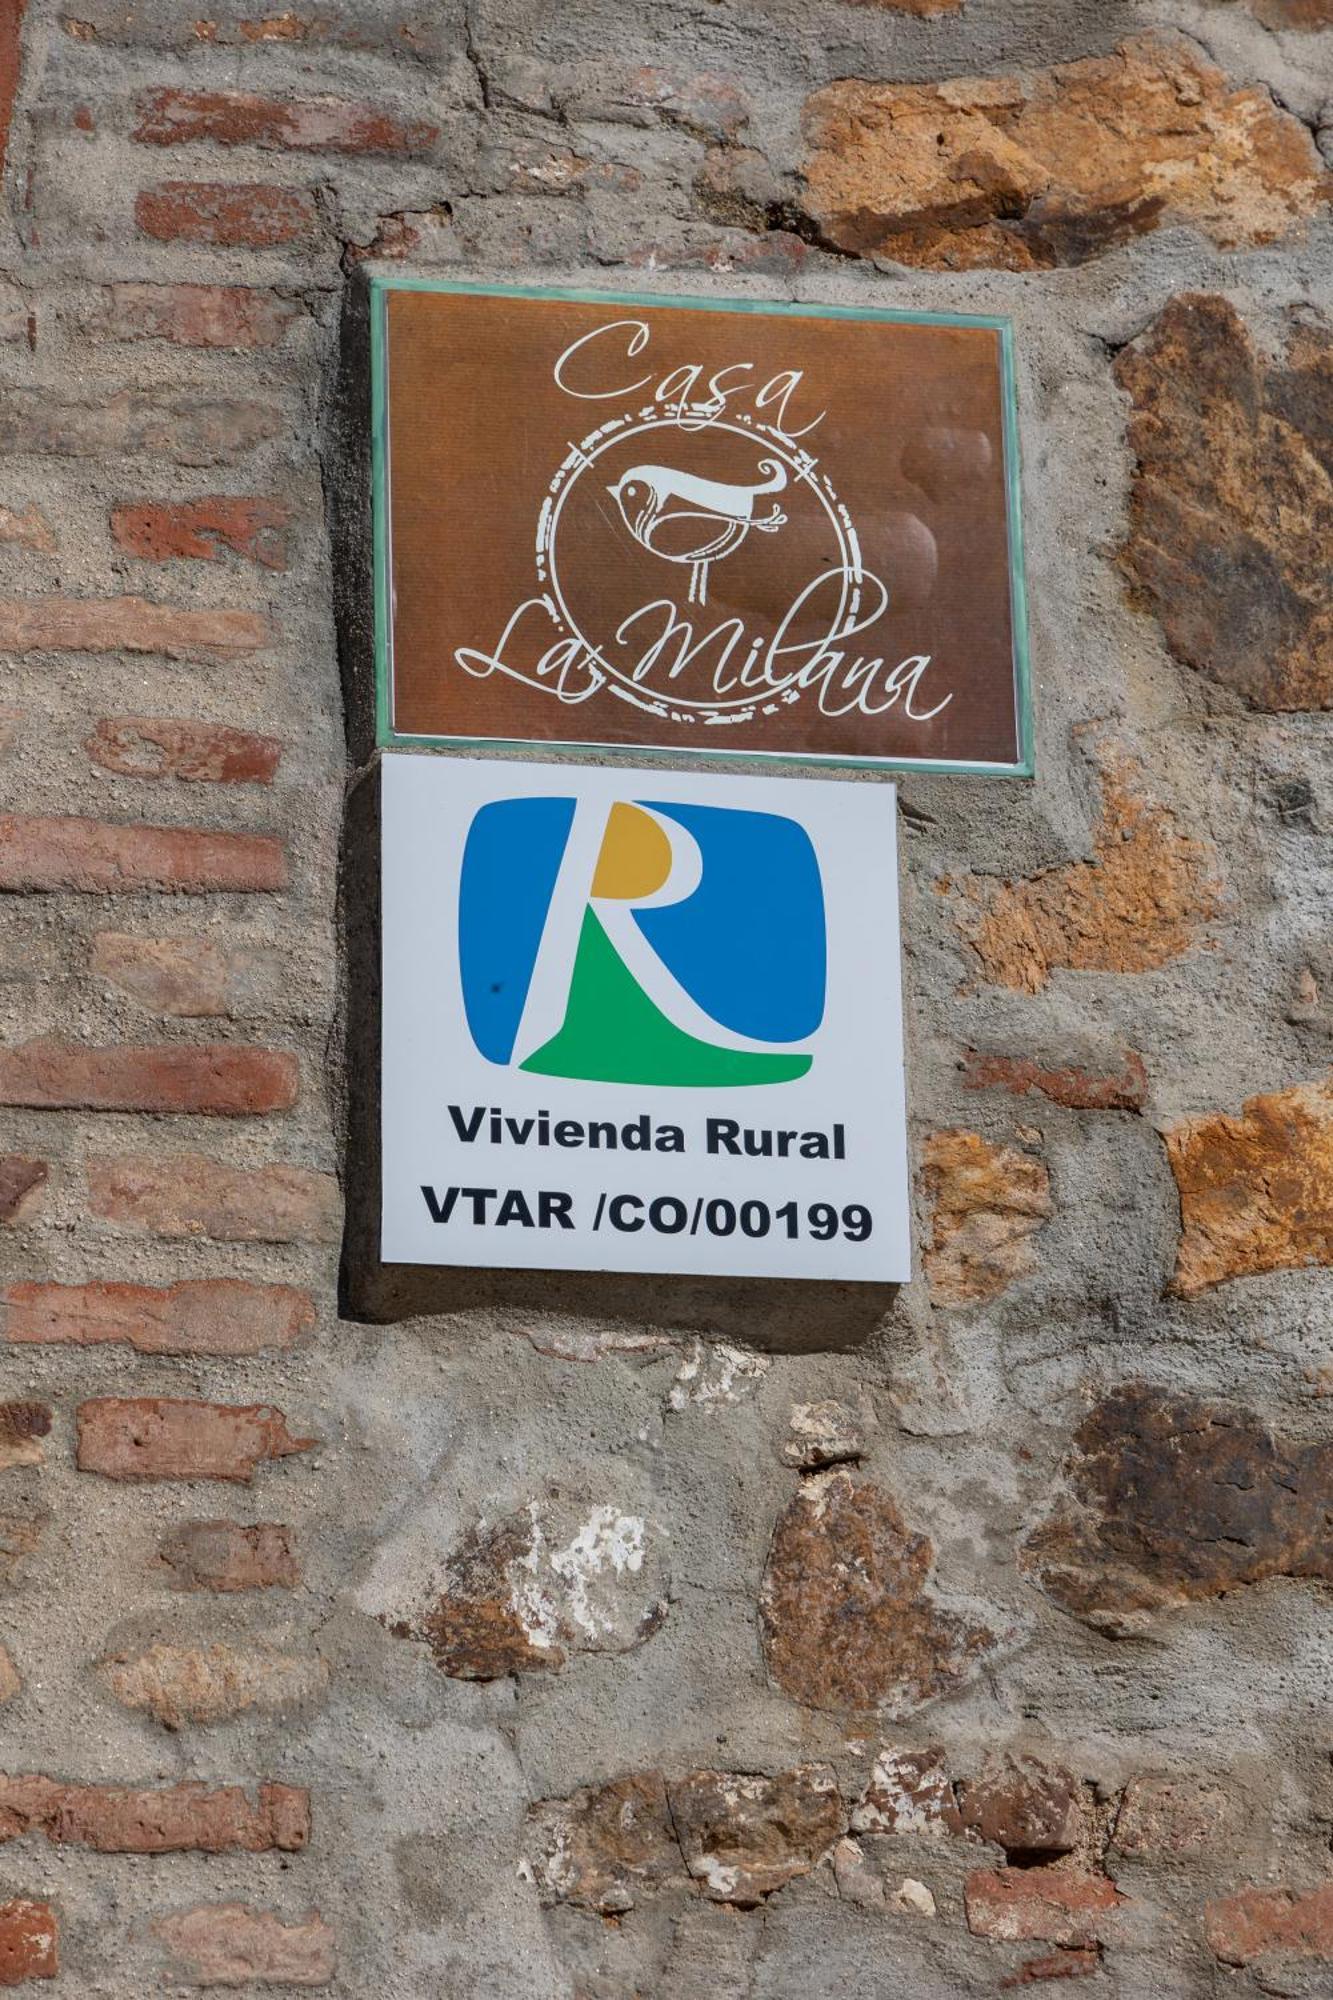 Casa
La Milana
R
Vivienda Rural
VTAR /CO/00199